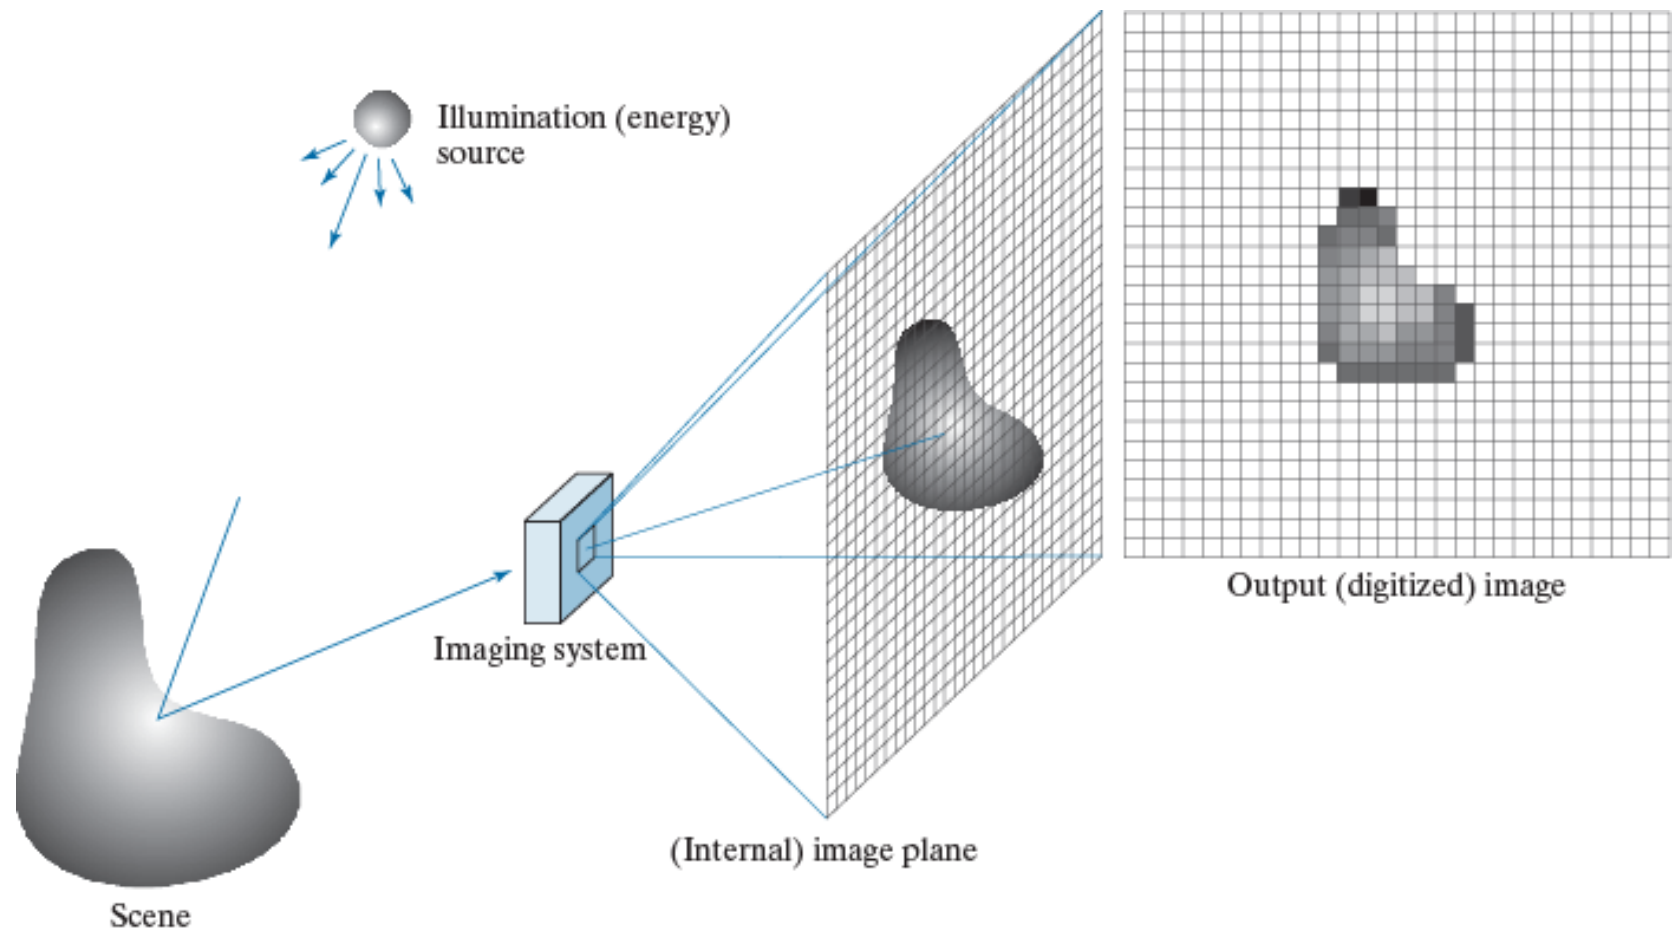 Illumination (energy)
source
Output (digitized) image
Imaging system
(Internal) image plane
Scene